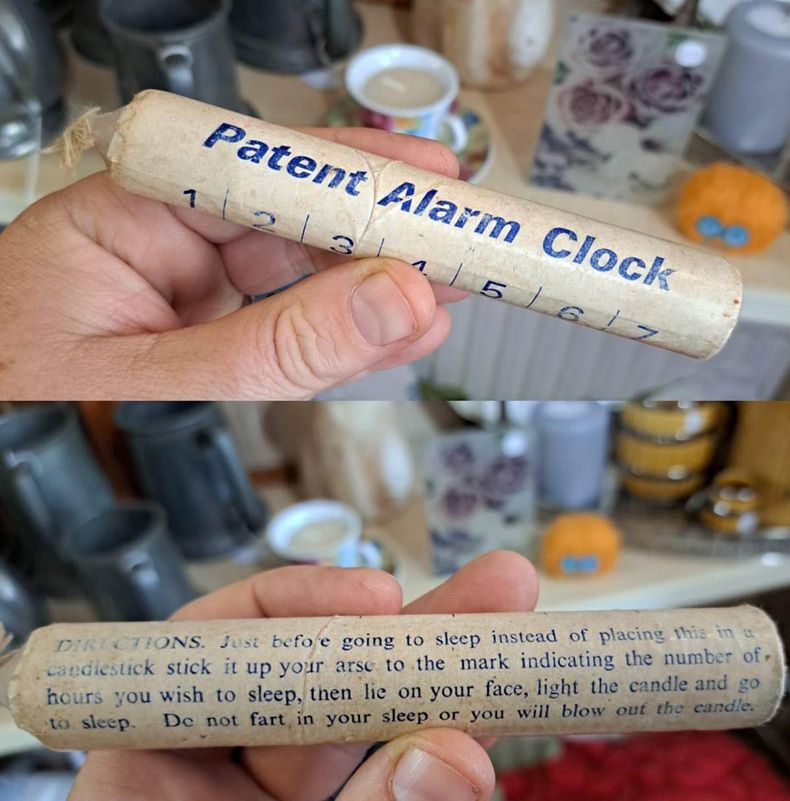 Patent Alarm Clock
1 | 2 | 3 | 4 | 5 | 6 | 7
DIRECTIONS. Just before going to sleep instead of placing this in a
candlestick stick it up your arse to the mark indicating the number of
hours you wish to sleep, then lie on your face, light the candle and go
to sleep. Do not fart in your sleep or you will blow out the candle.